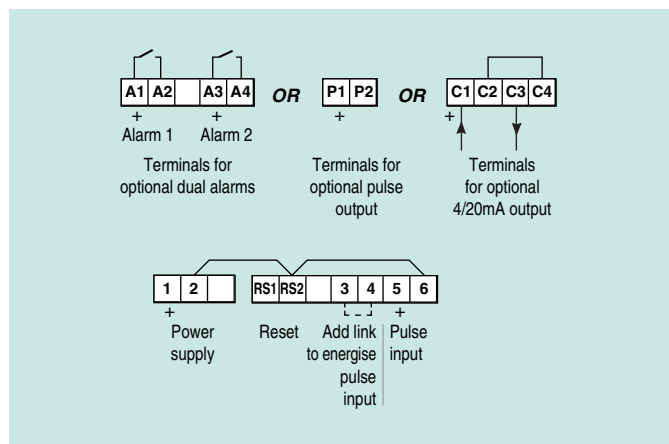 A1 A2 A3 A4 OR P1 P2 OR C1 C2 C3 C4
+ + + +
Alarm 1 Alarm 2
Terminals for
optional dual alarms
Terminals for
optional pulse
output
Terminals
for optional
4/20mA output
1 2 RS1 RS2 3 4 5 6
+ +
Power
supply
Reset
Add link
to energise
pulse
input
Pulse
input